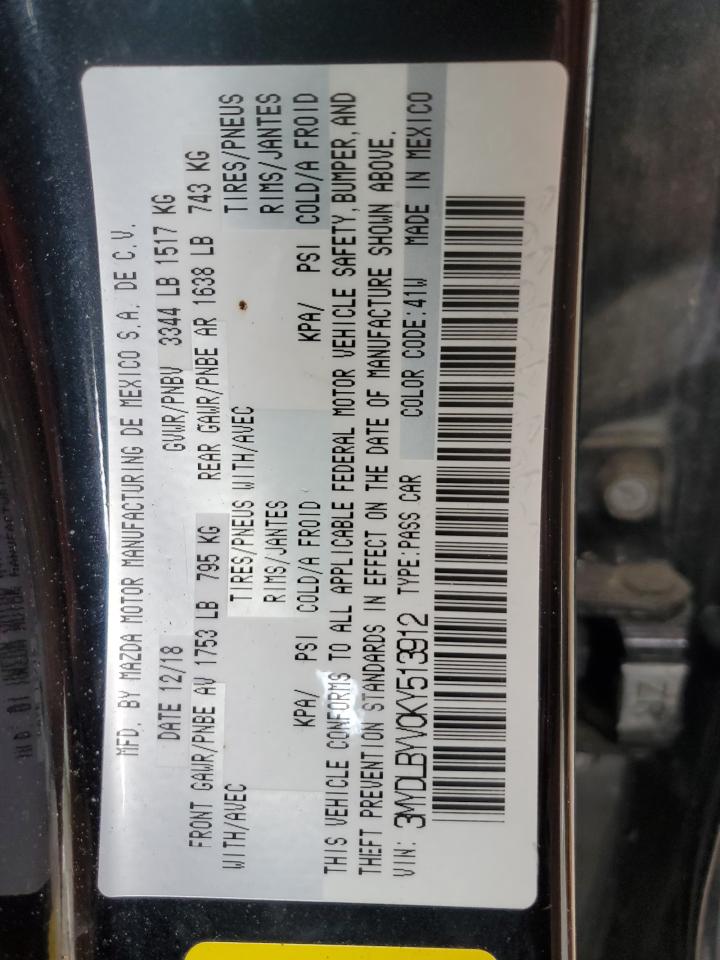 MFD. BY MAZDA MOTOR MANUFACTURING DE MEXICO S.A. DE C.V.
DATE 12/18 GVWR/PNBV 3344 LB 1517 KG
FRONT GAWR/PNBE AV 1753 LB 795 KG REAR GAWR/PNBE AR 1638 LB 743 KG
WITH/AVEC TIRES/PNEUS WITH/AVEC TIRES/PNEUS
RIMS/JANTES RIMS/JANTES
KPA/ PSI COLD/A FROID KPA/ PSI COLD/A FROID
THIS VEHICLE CONFORMS TO ALL APPLICABLE FEDERAL MOTOR VEHICLE SAFETY, BUMPER, AND
THEFT PREVENTION STANDARDS IN EFFECT ON THE DATE OF MANUFACTURE SHOWN ABOVE.
VIN: 3MYDLBYV0KY513912 TYPE:PASS CAR COLOR CODE:41W MADE IN MEXICO